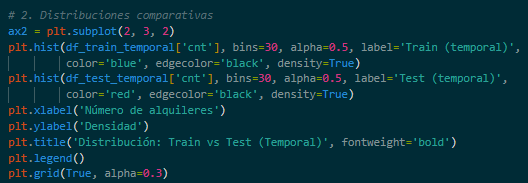 # 2. Distribuciones comparativas
ax2 = plt.subplot(2, 3, 2)
plt.hist(df_train_temporal['cnt'], bins=30, alpha=0.5, label='Train (temporal)',
color='blue', edgecolor='black', density=True)
plt.hist(df_test_temporal['cnt'], bins=30, alpha=0.5, label='Test (temporal)',
color='red', edgecolor='black', density=True)
plt.xlabel('Número de alquileres')
plt.ylabel('Densidad')
plt.title('Distribución: Train vs Test (Temporal)', fontweight='bold')
plt.legend()
plt.grid(True, alpha=0.3)